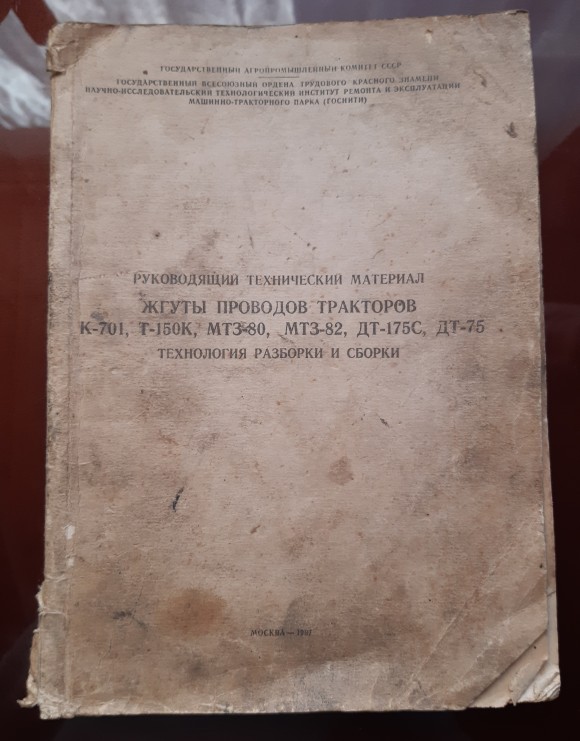 ГОСУДАРСТВЕННЫЙ АГРОПРОМЫШЛЕННЫЙ КОМИТЕТ СССР
ГОСУДАРСТВЕННЫЙ ВСЕСОЮЗНЫЙ ОРДЕНА ТРУДОВОГО КРАСНОГО ЗНАМЕНИ
НАУЧНО-ИССЛЕДОВАТЕЛЬСКИЙ ТЕХНОЛОГИЧЕСКИЙ ИНСТИТУТ РЕМОНТА И ЭКСПЛУАТАЦИИ
МАШИННО-ТРАКТОРНОГО ПАРКА (ГОСНИТИ)
РУКОВОДЯЩИЙ ТЕХНИЧЕСКИЙ МАТЕРИАЛ
ЖГУТЫ ПРОВОДОВ ТРАКТОРОВ
К-701, Т-150К, МТЗ-80, МТЗ-82, ДТ-175С, ДТ-75
ТЕХНОЛОГИЯ РАЗБОРКИ И СБОРКИ
МОСКВА —